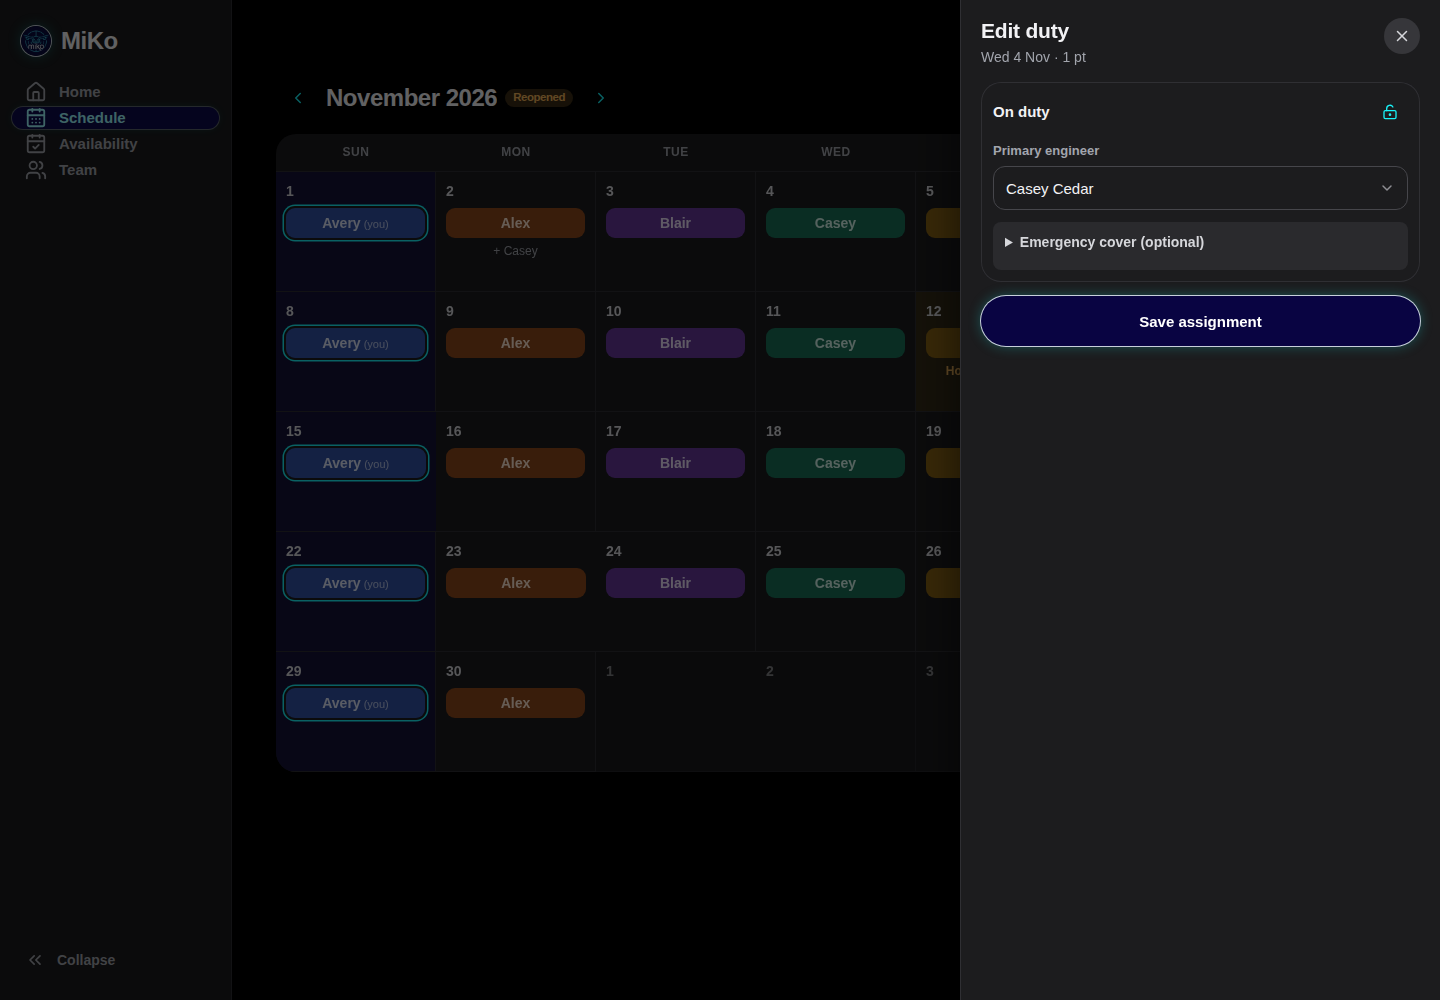 MiKo
Home
Schedule
Availability
Team
Collapse
November 2026 Reopened
SUN MON TUE WED
1 2 3 4 5
Avery (you) Alex Blair Casey
+ Casey
8 9 10 11 12
Avery (you) Alex Blair Casey
Ho
15 16 17 18 19
Avery (you) Alex Blair Casey
22 23 24 25 26
Avery (you) Alex Blair Casey
29 30 1 2 3
Avery (you) Alex
Edit duty
Wed 4 Nov · 1 pt
On duty
Primary engineer
Casey Cedar
Emergency cover (optional)
Save assignment